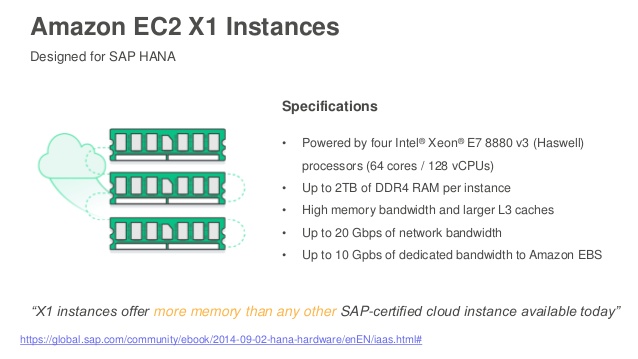 Amazon EC2 X1 Instances
Designed for SAP HANA
Specifications
• Powered by four Intel® Xeon® E7 8880 v3 (Haswell)
processors (64 cores / 128 vCPUs)
• Up to 2TB of DDR4 RAM per instance
• High memory bandwidth and larger L3 caches
• Up to 20 Gbps of network bandwidth
• Up to 10 Gbps of dedicated bandwidth to Amazon EBS
“X1 instances offer more memory than any other SAP-certified cloud instance available today”
https://global.sap.com/community/ebook/2014-09-02-hana-hardware/enEN/iaas.html#